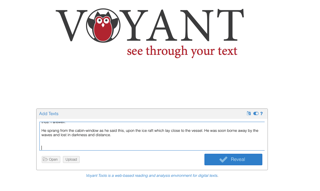 VOYANT
see through your text
Add Texts
?
He sprang from the cabin-window as he said this, upon the ice raft which lay close to the vessel. He was soon borne away by the
waves and lost in darkness and distance.
Open
Upload
Reveal
Voyant Tools is a web-based reading and analysis environment for digital texts.